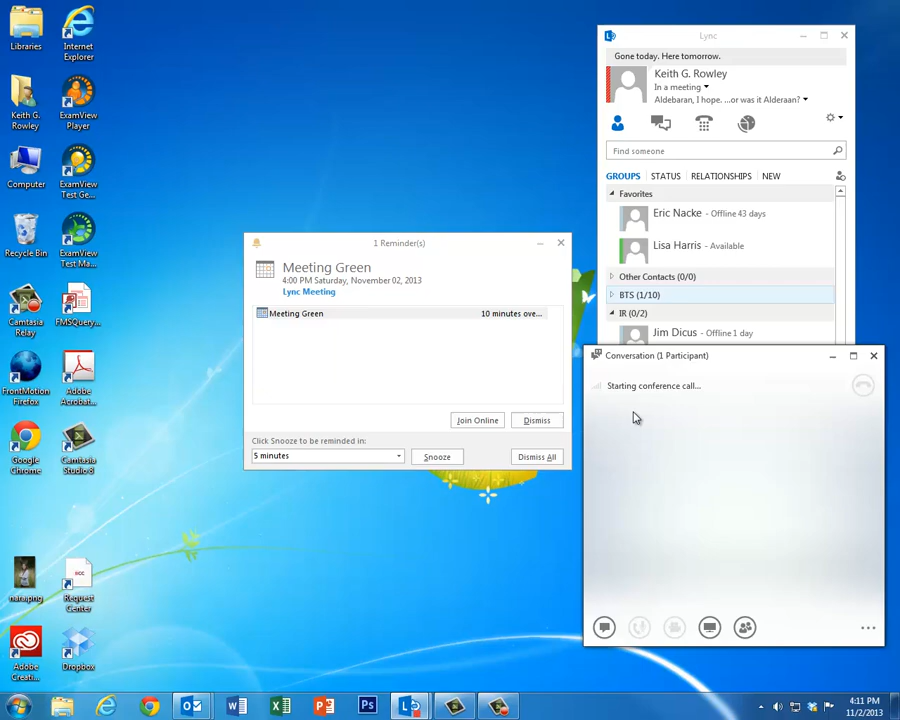 Libraries
Internet
Explorer
Keith G.
Rowley
ExamView
Player
Computer
ExamView
Test Ge...
Recycle Bin
ExamView
Test Ma...
Camtasia
Relay
FMSQuery...
FrontMotion
Firefox
Adobe
Acrobat...
Google
Chrome
Camtasia
Studio 8
nara.png
Request
Center
Adobe
Creati...
Dropbox
1 Reminder(s)
Meeting Green
4:00 PM Saturday, November 02, 2013
Lync Meeting
Meeting Green 10 minutes ove...
Join Online Dismiss
Click Snooze to be reminded in:
5 minutes Snooze Dismiss All
Lync
Gone today. Here tomorrow.
Keith G. Rowley
In a meeting
Aldebaran, I hope. ...or was it Alderaan?
Find someone
GROUPS STATUS RELATIONSHIPS NEW
Favorites
Eric Nacke - Offline 43 days
Lisa Harris - Available
Other Contacts (0/0)
BTS (1/10)
IR (0/2)
Jim Dicus - Offline 1 day
Conversation (1 Participant)
Starting conference call...
4:11 PM
11/2/2013